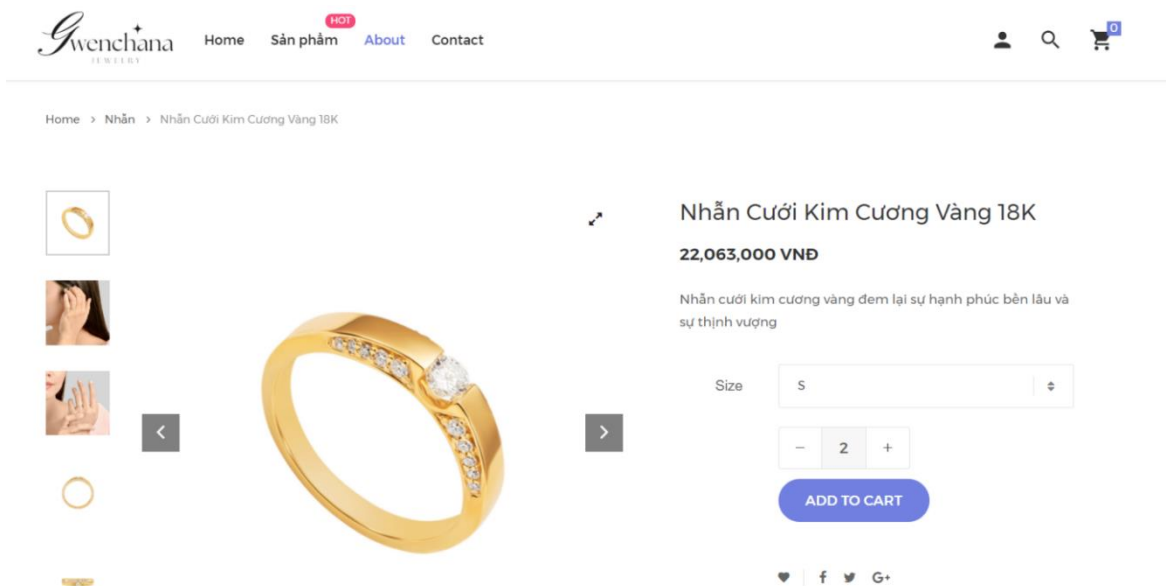 Gwenchana
JEWELRY
Home
Sản phẩm
HOT
About
Contact
0
Home > Nhẫn > Nhẫn Cưới Kim Cương Vàng 18K
Nhẫn Cưới Kim Cương Vàng 18K
22,063,000 VNĐ
Nhẫn cưới kim cương vàng đem lại sự hạnh phúc bền lâu và
sự thịnh vượng
Size
S
− 2 +
ADD TO CART
f
G+